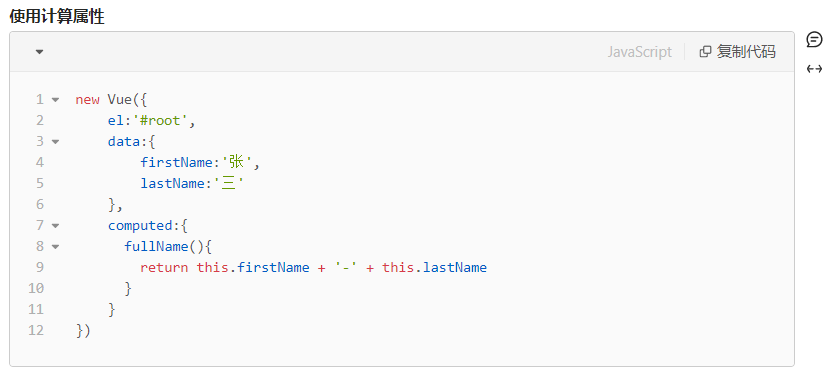 使用计算属性
JavaScript 复制代码
1 new Vue({
2     el:'#root',
3     data:{
4         firstName:'张',
5         lastName:'三'
6     },
7     computed:{
8       fullName(){
9         return this.firstName + '-' + this.lastName
10       }
11     }
12 })